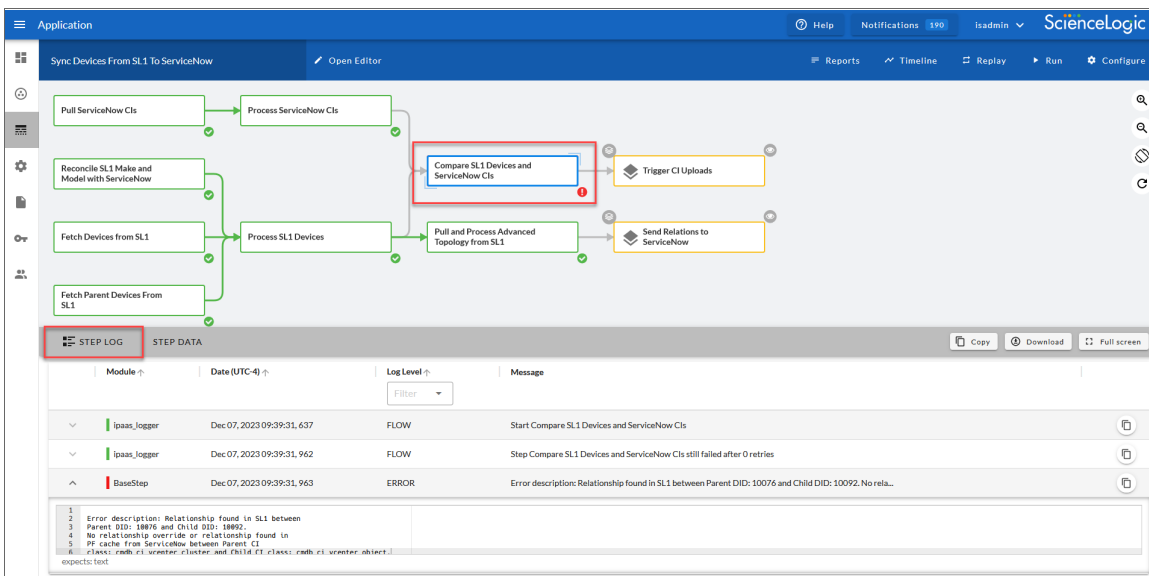 Application
Help
Notifications 190
isadmin
ScienceLogic
Sync Devices From SL1 To ServiceNow
Open Editor
Reports
Timeline
Replay
Run
Configure
Pull ServiceNow CIs
Process ServiceNow CIs
Reconcile SL1 Make and
Model with ServiceNow
Compare SL1 Devices and
ServiceNow CIs
Trigger CI Uploads
Fetch Devices from SL1
Process SL1 Devices
Pull and Process Advanced
Topology from SL1
Send Relations to
ServiceNow
Fetch Parent Devices From
SL1
STEP LOG
STEP DATA
Copy
Download
Full screen
Module
Date (UTC-4)
Log Level
Message
Filter
ipaas_logger Dec 07, 2023 09:39:31, 637 FLOW Start Compare SL1 Devices and ServiceNow CIs
ipaas_logger Dec 07, 2023 09:39:31, 962 FLOW Step Compare SL1 Devices and ServiceNow CIs still failed after 0 retries
BaseStep Dec 07, 2023 09:39:31, 963 ERROR Error description: Relationship found in SL1 between Parent DID: 10076 and Child DID: 10092. No rela...
1
2 Error description: Relationship found in SL1 between
3 Parent DID: 10076 and Child DID: 10092.
4 No relationship override or relationship found in
5 PF cache from ServiceNow between Parent CI
6 class: cmdb_ci_vcenter_cluster and Child CI class: cmdb_ci_vcenter_object.
expects: text